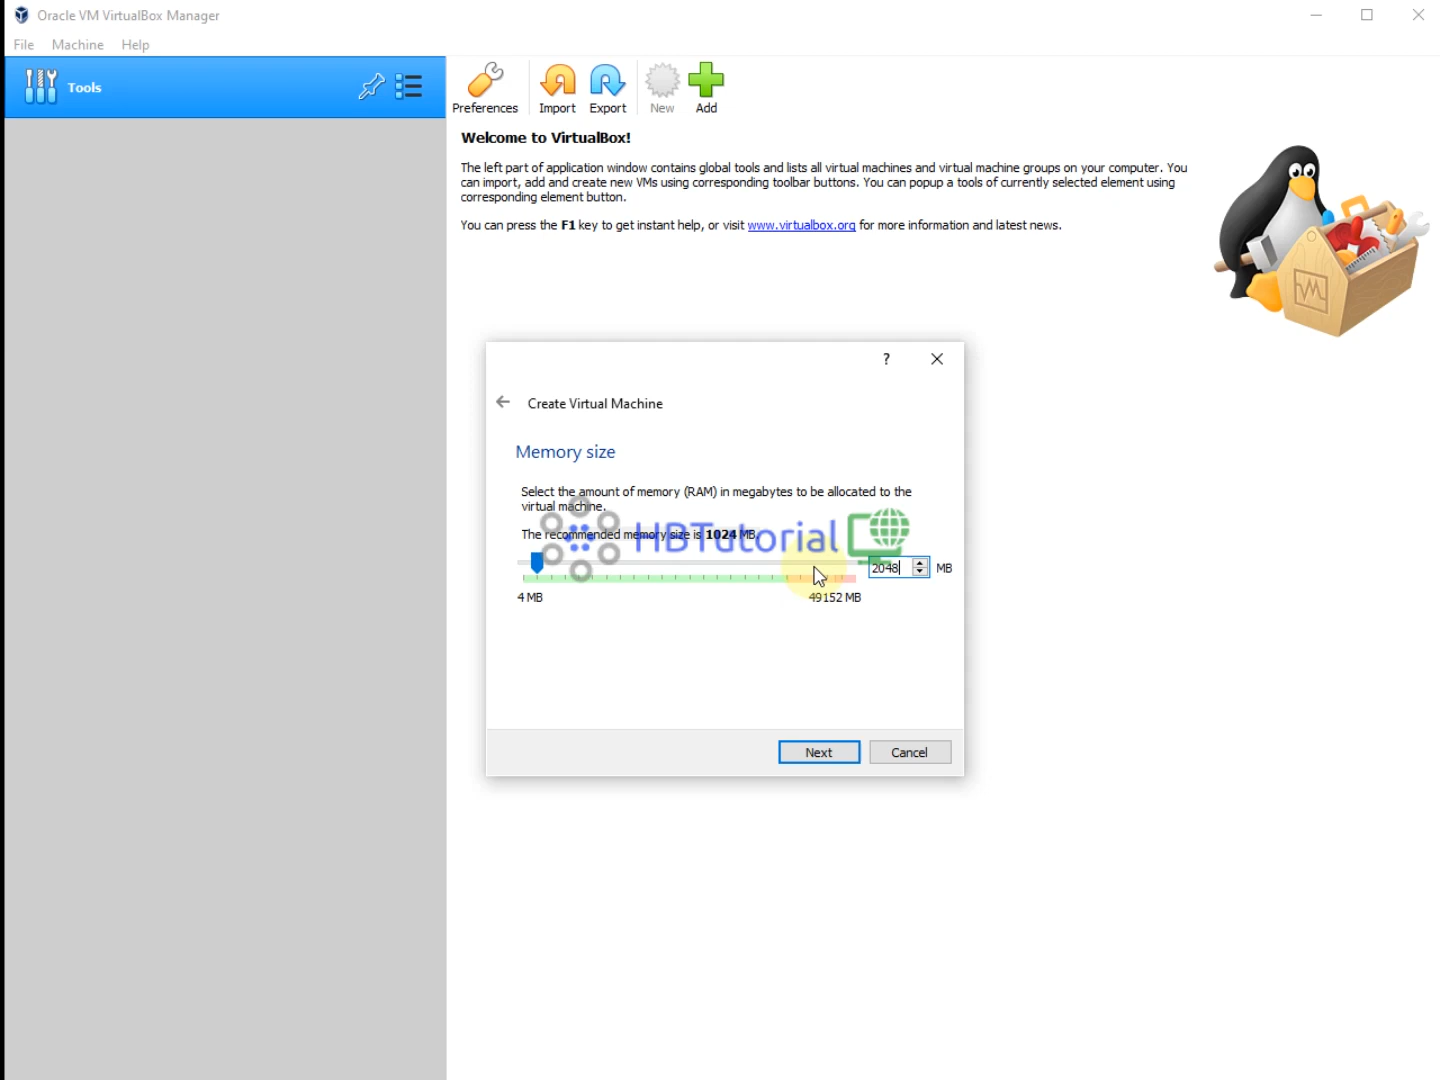 Oracle VM VirtualBox Manager
File Machine Help
Tools
Preferences Import Export New Add
Welcome to VirtualBox!
The left part of application window contains global tools and lists all virtual machines and virtual machine groups on your computer. You
can import, add and create new VMs using corresponding toolbar buttons. You can popup a tools of currently selected element using
corresponding element button.
You can press the F1 key to get instant help, or visit www.virtualbox.org for more information and latest news.
?
Create Virtual Machine
Memory size
Select the amount of memory (RAM) in megabytes to be allocated to the
virtual machine.
The recommended memory size is 1024 MB.
HBTutorial
2048 MB
4 MB 49152 MB
Next Cancel